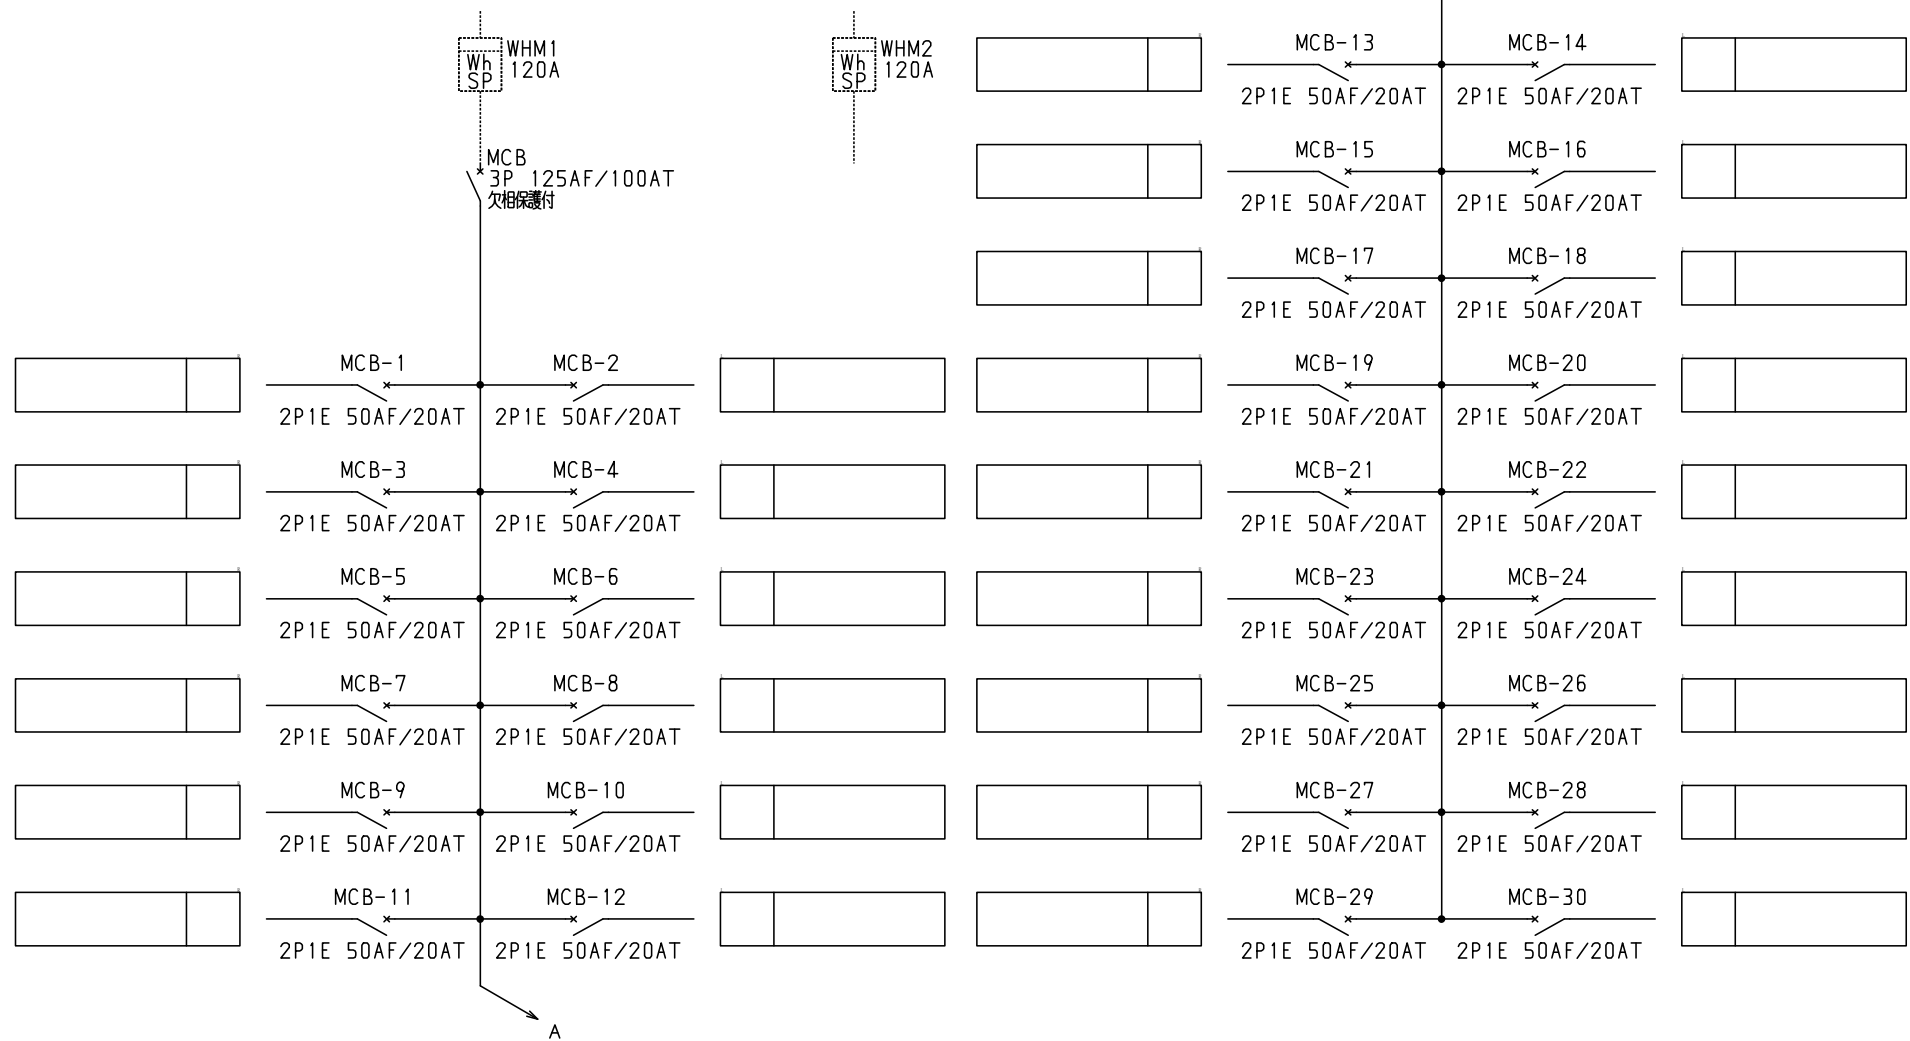 WHM1
120A
Wh
SP
WHM2
120A
Wh
SP
MCB
3P 125AF/100AT
欠相保護付
MCB-1
2P1E 50AF/20AT
MCB-2
2P1E 50AF/20AT
MCB-3
2P1E 50AF/20AT
MCB-4
2P1E 50AF/20AT
MCB-5
2P1E 50AF/20AT
MCB-6
2P1E 50AF/20AT
MCB-7
2P1E 50AF/20AT
MCB-8
2P1E 50AF/20AT
MCB-9
2P1E 50AF/20AT
MCB-10
2P1E 50AF/20AT
MCB-11
2P1E 50AF/20AT
MCB-12
2P1E 50AF/20AT
A
MCB-13
2P1E 50AF/20AT
MCB-14
2P1E 50AF/20AT
MCB-15
2P1E 50AF/20AT
MCB-16
2P1E 50AF/20AT
MCB-17
2P1E 50AF/20AT
MCB-18
2P1E 50AF/20AT
MCB-19
2P1E 50AF/20AT
MCB-20
2P1E 50AF/20AT
MCB-21
2P1E 50AF/20AT
MCB-22
2P1E 50AF/20AT
MCB-23
2P1E 50AF/20AT
MCB-24
2P1E 50AF/20AT
MCB-25
2P1E 50AF/20AT
MCB-26
2P1E 50AF/20AT
MCB-27
2P1E 50AF/20AT
MCB-28
2P1E 50AF/20AT
MCB-29
2P1E 50AF/20AT
MCB-30
2P1E 50AF/20AT